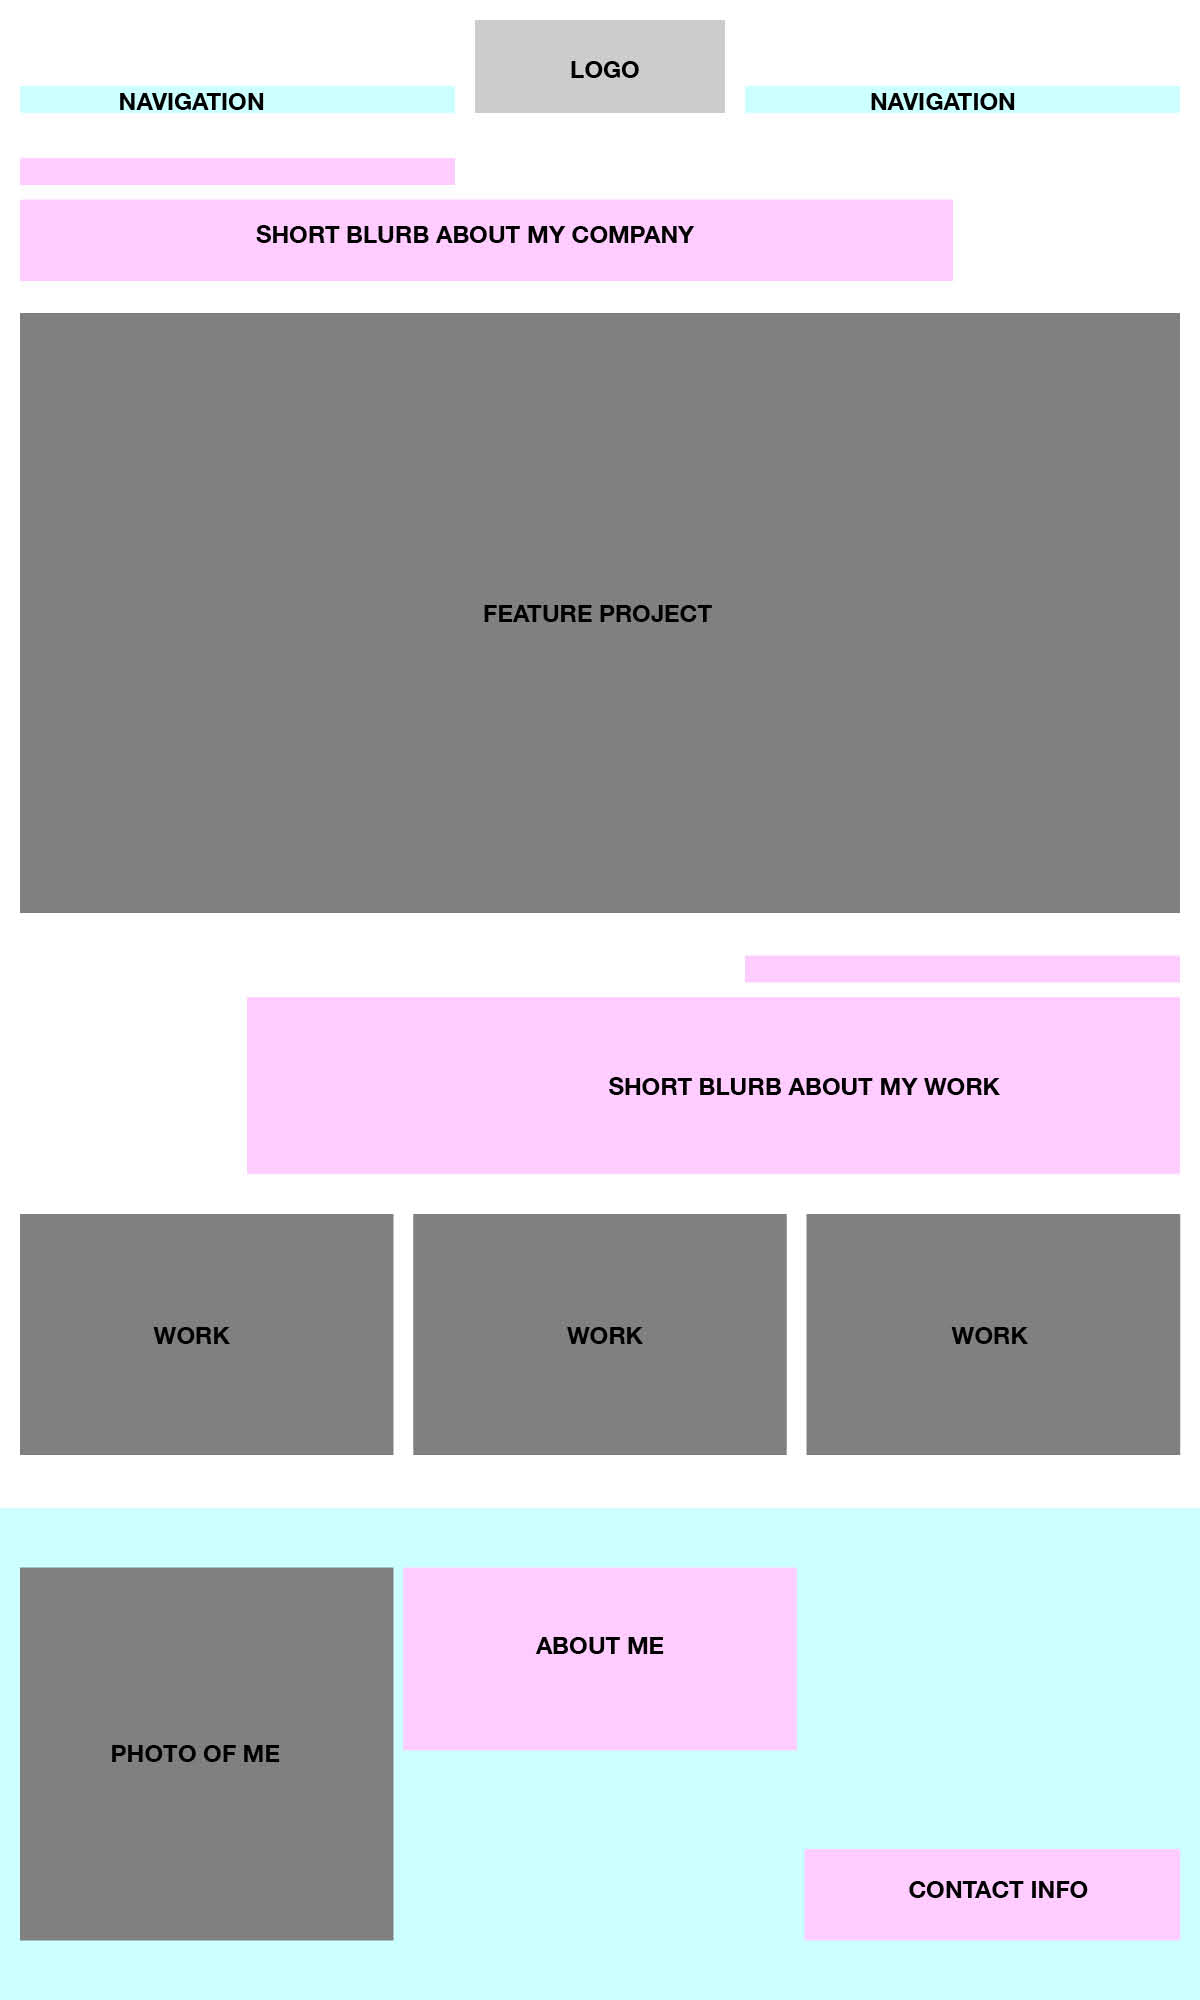 LOGO
NAVIGATION
NAVIGATION
SHORT BLURB ABOUT MY COMPANY
FEATURE PROJECT
SHORT BLURB ABOUT MY WORK
WORK
WORK
WORK
ABOUT ME
PHOTO OF ME
CONTACT INFO